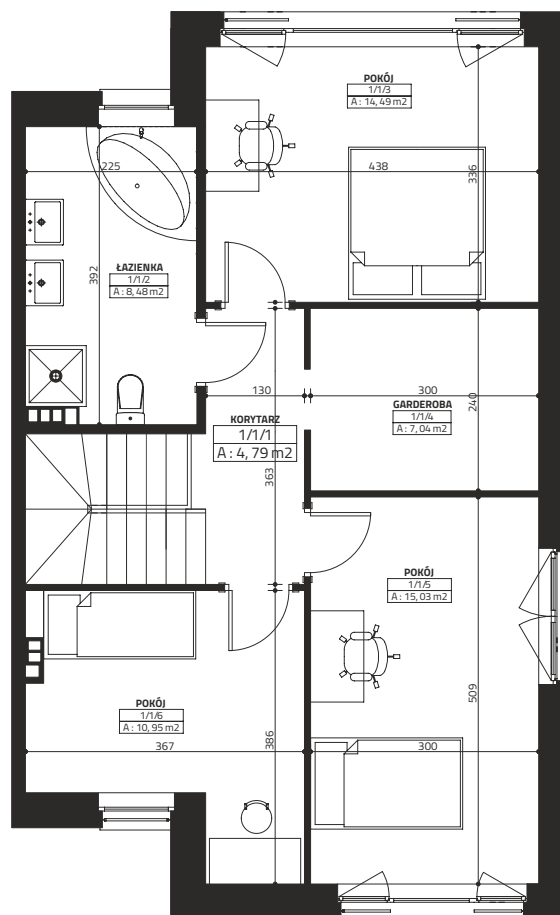 POKÓJ
1/1/3
A : 14, 49 m2
225
438
336
ŁAZIENKA
1/1/2
A : 8, 48 m2
392
130
300
KORYTARZ
1/1/1
A : 4, 79 m2
363
GARDEROBA
1/1/4
A : 7, 04 m2
240
POKÓJ
1/1/5
A : 15, 03 m2
509
POKÓJ
1/1/6
A : 10, 95 m2
367
386
300